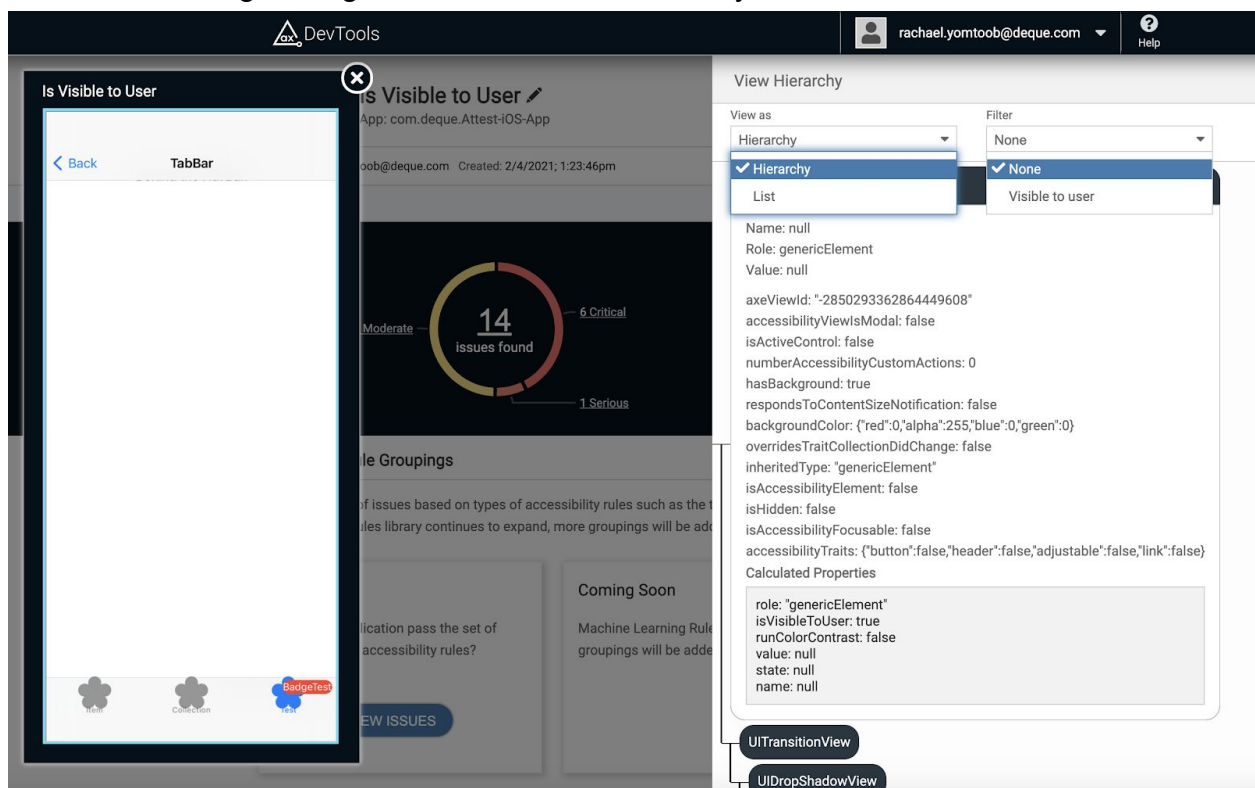 ax DevTools
rachael.yomtoob@deque.com
Help
Is Visible to User
Back
TabBar
Item
Collection
Test
BadgeTest
Is Visible to User
App: com.deque.Attest-iOS-App
oob@deque.com Created: 2/4/2021; 1:23:46pm
Moderate
14
issues found
6 Critical
1 Serious
le Groupings
of issues based on types of accessibility rules such as the t
les library continues to expand, more groupings will be add
lication pass the set of
accessibility rules?
EW ISSUES
Coming Soon
Machine Learning Rule
groupings will be adde
View Hierarchy
View as
Hierarchy
Hierarchy
List
Filter
None
None
Visible to user
Name: null
Role: genericElement
Value: null
axeViewId: "-2850293362864449608"
accessibilityViewIsModal: false
isActiveControl: false
numberAccessibilityCustomActions: 0
hasBackground: true
respondsToContentSizeNotification: false
backgroundColor: {"red":0,"alpha":255,"blue":0,"green":0}
overridesTraitCollectionDidChange: false
inheritedType: "genericElement"
isAccessibilityElement: false
isHidden: false
isAccessibilityFocusable: false
accessibilityTraits: {"button":false,"header":false,"adjustable":false,"link":false}
Calculated Properties
role: "genericElement"
isVisibleToUser: true
runColorContrast: false
value: null
state: null
name: null
UITransitionView
UIDropShadowView